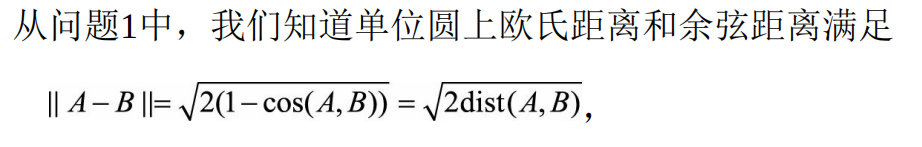 从问题1中，我们知道单位圆上欧氏距离和余弦距离满足
|| A − B ||= √2(1−cos(A,B)) = √2dist(A,B),